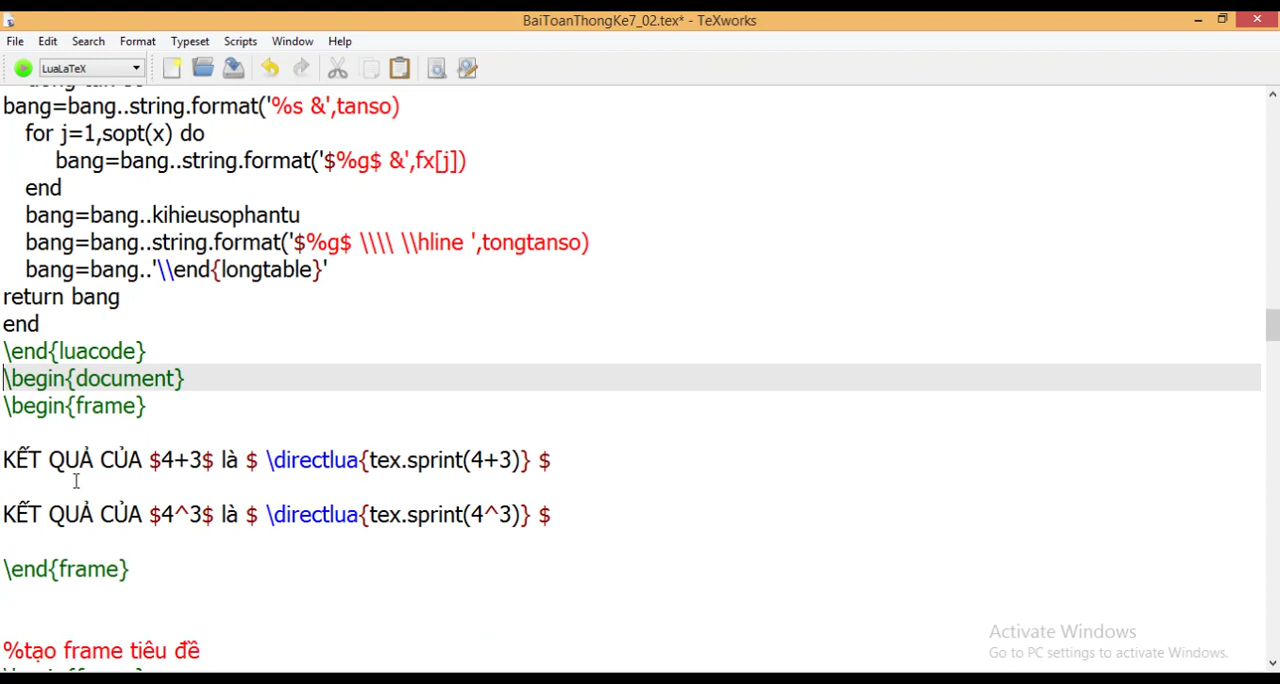 BaiToanThongKe7_02.tex* - TeXworks
File Edit Search Format Typeset Scripts Window Help
LuaLaTeX
bang=bang..string.format('%s &',tanso)
for j=1,sopt(x) do
bang=bang..string.format('$%g$ &',fx[j])
end
bang=bang..kihieusophantu
bang=bang..string.format('$%g$ \\\\ \\hline ',tongtanso)
bang=bang..'\\end{longtable}'
return bang
end
\end{luacode}
\begin{document}
\begin{frame}
KẾT QUẢ CỦA $4+3$ là $ \directlua{tex.sprint(4+3)} $
KẾT QUẢ CỦA $4^3$ là $ \directlua{tex.sprint(4^3)} $
\end{frame}
%tạo frame tiêu đề
Activate Windows
Go to PC settings to activate Windows.